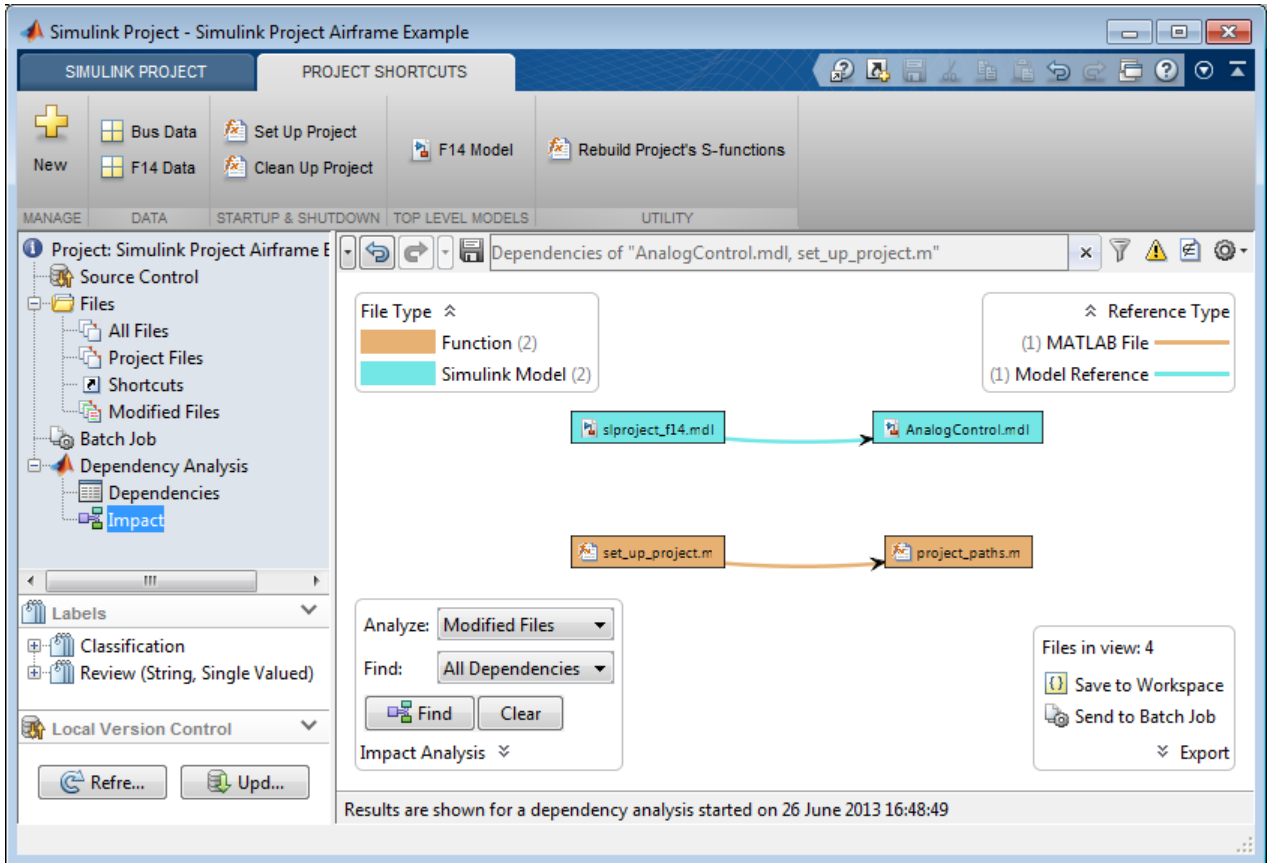 Simulink Project - Simulink Project Airframe Example
SIMULINK PROJECT
PROJECT SHORTCUTS
New
Bus Data
F14 Data
Set Up Project
Clean Up Project
F14 Model
Rebuild Project's S-functions
MANAGE
DATA
STARTUP & SHUTDOWN
TOP LEVEL MODELS
UTILITY
Project: Simulink Project Airframe E
Source Control
Files
All Files
Project Files
Shortcuts
Modified Files
Batch Job
Dependency Analysis
Dependencies
Impact
Labels
Classification
Review (String, Single Valued)
Local Version Control
Refre...
Upd...
Dependencies of "AnalogControl.mdl, set_up_project.m"
File Type
Function (2)
Simulink Model (2)
Reference Type
(1) MATLAB File
(1) Model Reference
slproject_f14.mdl
AnalogControl.mdl
set_up_project.m
project_paths.m
Analyze: Modified Files
Find: All Dependencies
Find
Clear
Impact Analysis
Files in view: 4
Save to Workspace
Send to Batch Job
Export
Results are shown for a dependency analysis started on 26 June 2013 16:48:49